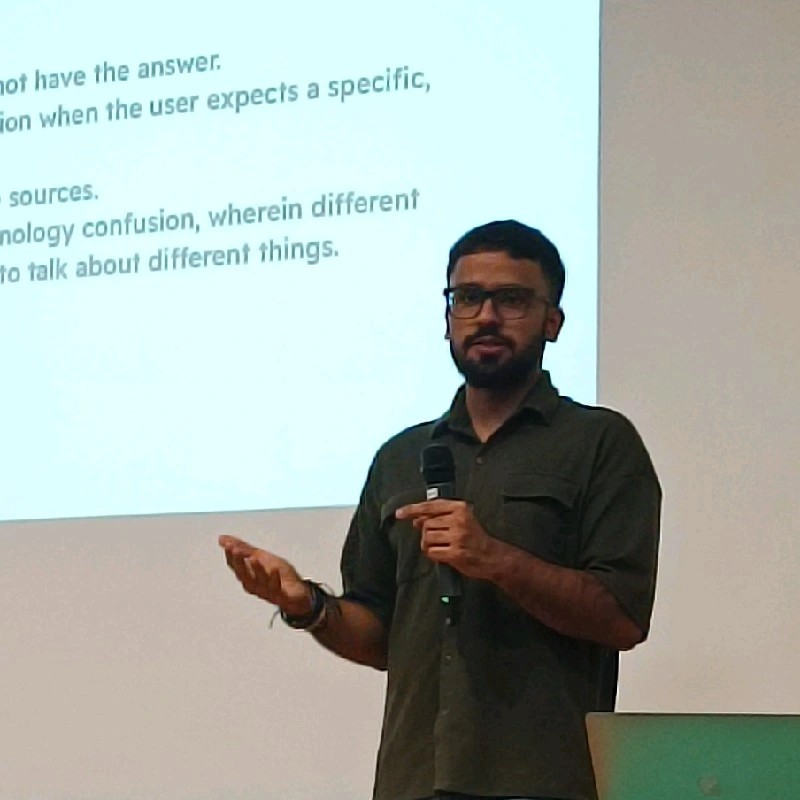 not have the answer.
ion when the user expects a specific,
sources.
nology confusion, wherein different
to talk about different things.